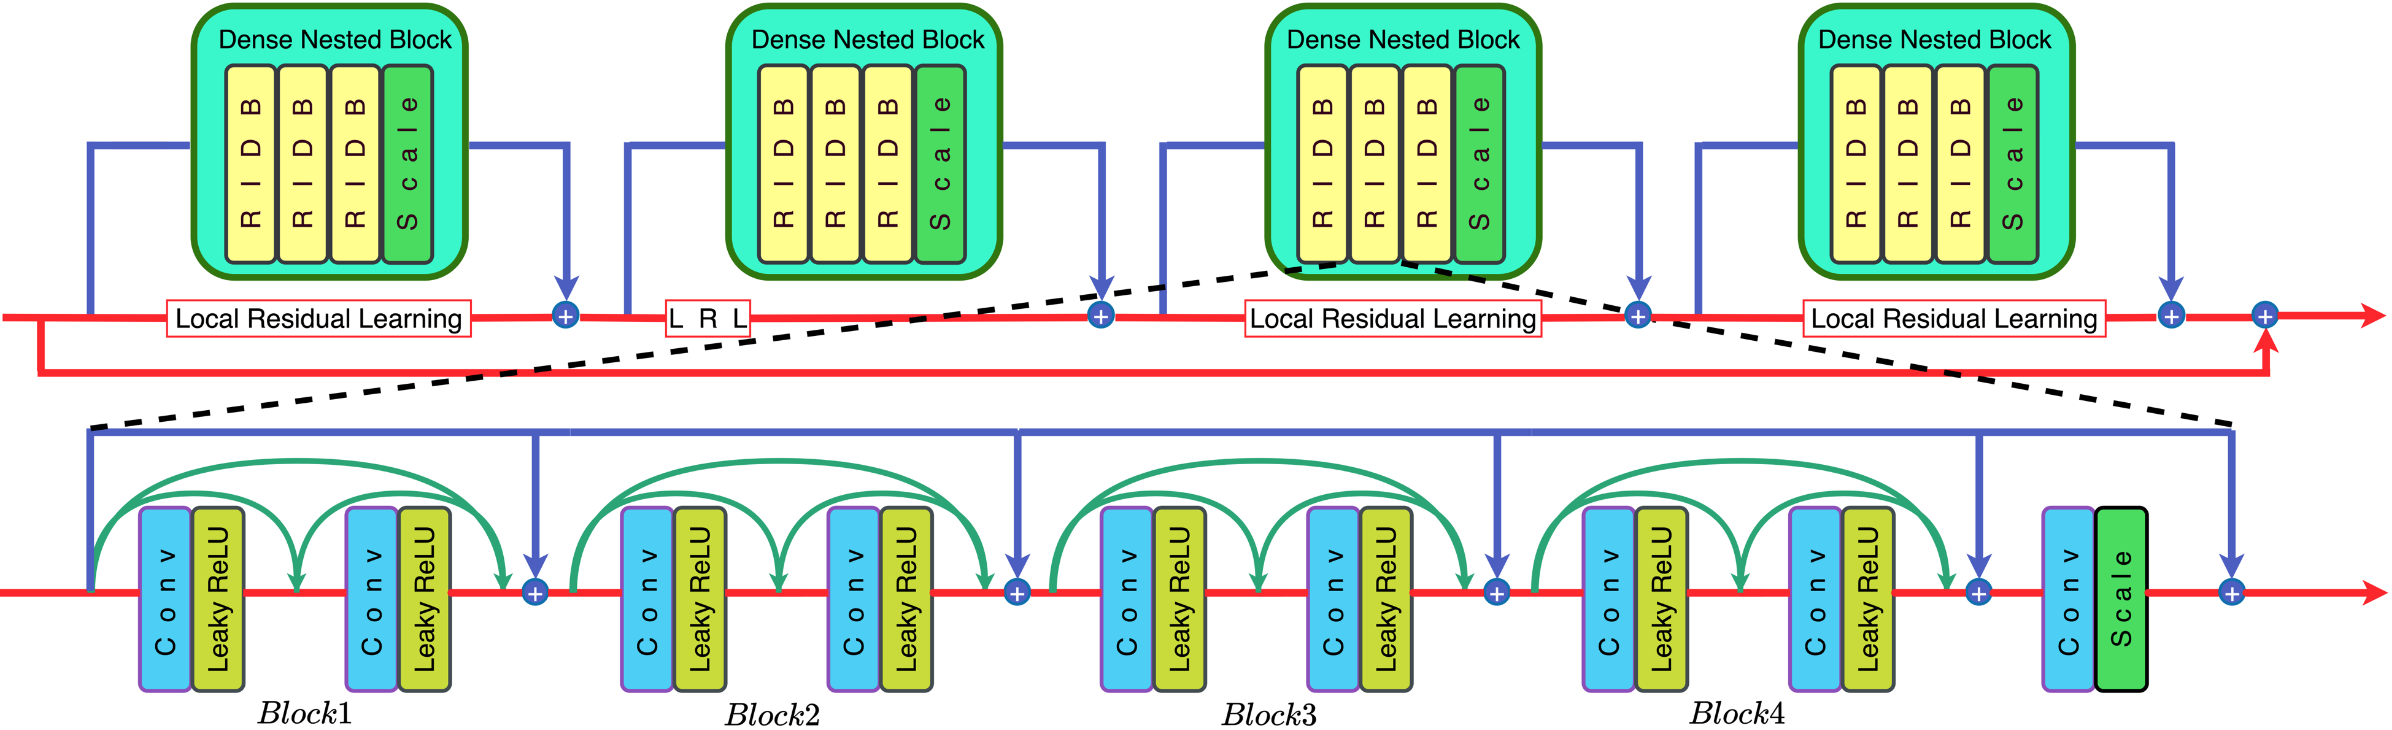 Dense Nested Block
RIDB
RIDB
RIDB
Scale
Dense Nested Block
RIDB
RIDB
RIDB
Scale
Dense Nested Block
RIDB
RIDB
RIDB
Scale
Dense Nested Block
RIDB
RIDB
RIDB
Scale
Local Residual Learning
+
L R L
+
Local Residual Learning
+
Local Residual Learning
+
+
Conv
Leaky ReLU
Conv
Leaky ReLU
+
Conv
Leaky ReLU
Conv
Leaky ReLU
+
Conv
Leaky ReLU
Conv
Leaky ReLU
+
Conv
Leaky ReLU
Conv
Leaky ReLU
+
Conv
Scale
+
Block1
Block2
Block3
Block4